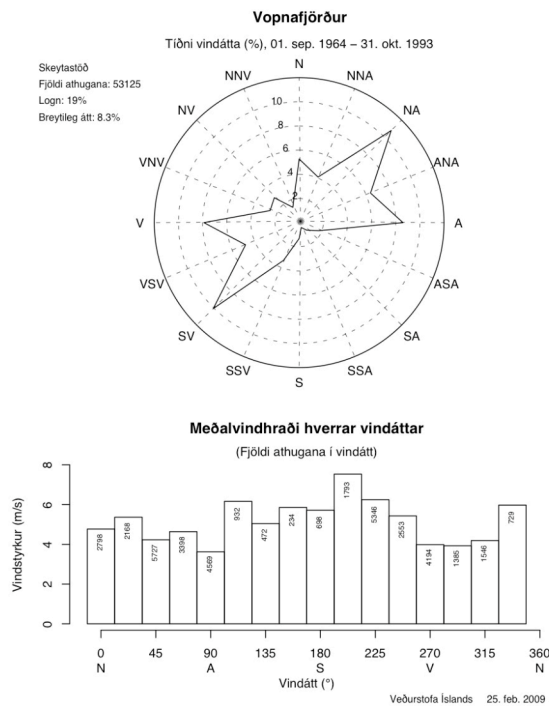 Vopnafjörður
Tíðni vindátta (%), 01. sep. 1964 – 31. okt. 1993
Skeytastöð
Fjöldi athugana: 53125
Logn: 19%
Breytileg átt: 8.3%
N
NNV
NNA
NV
NA
VNV
ANA
V
A
VSV
ASA
SV
SA
SSV
SSA
S
10
8
6
4
2
Meðalvindhraði hverrar vindáttar
(Fjöldi athugana í vindátt)
Vindstyrkur (m/s)
8
6
4
2
0
2798
2168
5727
3398
4569
932
472
234
698
1793
5346
2553
4194
1385
1546
729
0 45 90 135 180 225 270 315 360
N A S V N
Vindátt (°)
Veðurstofa Íslands 25. feb. 2009